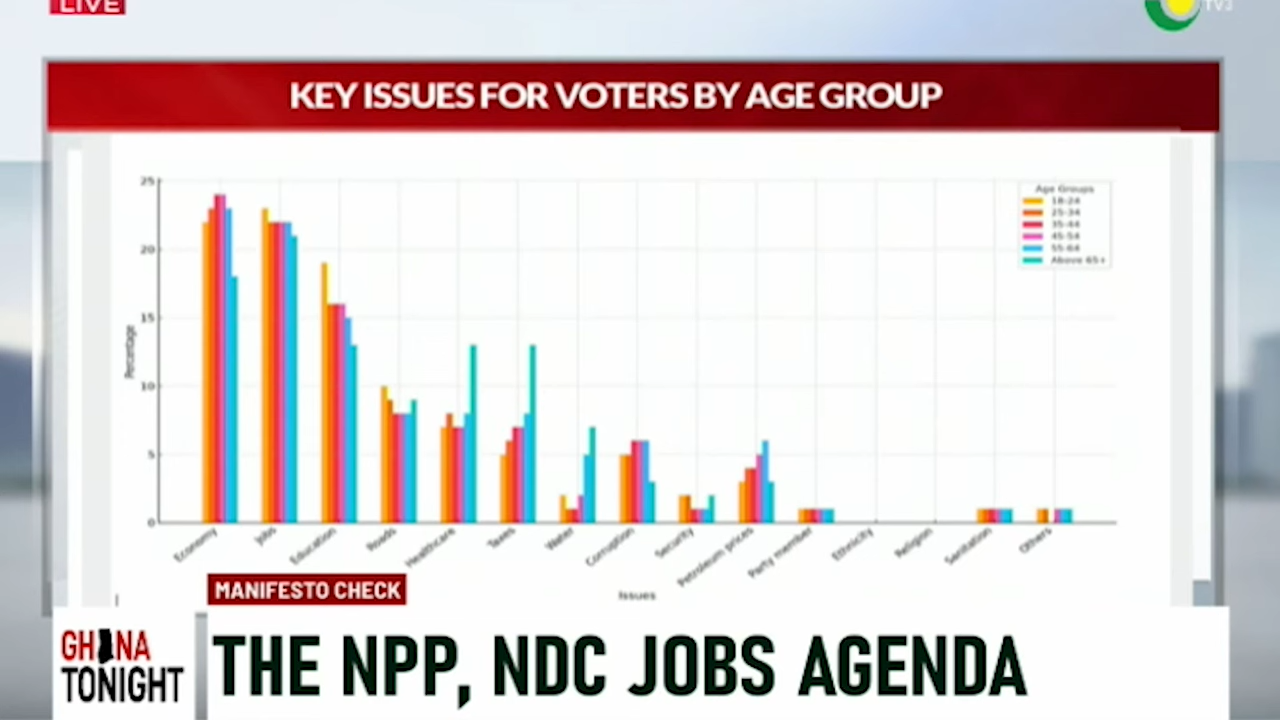 LIVE
TV3
KEY ISSUES FOR VOTERS BY AGE GROUP
25
20
15
10
5
0
Percentage
Age Groups
18-24
25-34
35-44
45-54
55-64
Above 65+
Economy
Jobs
Education
Roads
Healthcare
Taxes
Water
Corruption
Security
Petroleum prices
Party member
Ethnicity
Religion
Sanitation
Others
Issues
MANIFESTO CHECK
GHANA
TONIGHT
THE NPP, NDC JOBS AGENDA